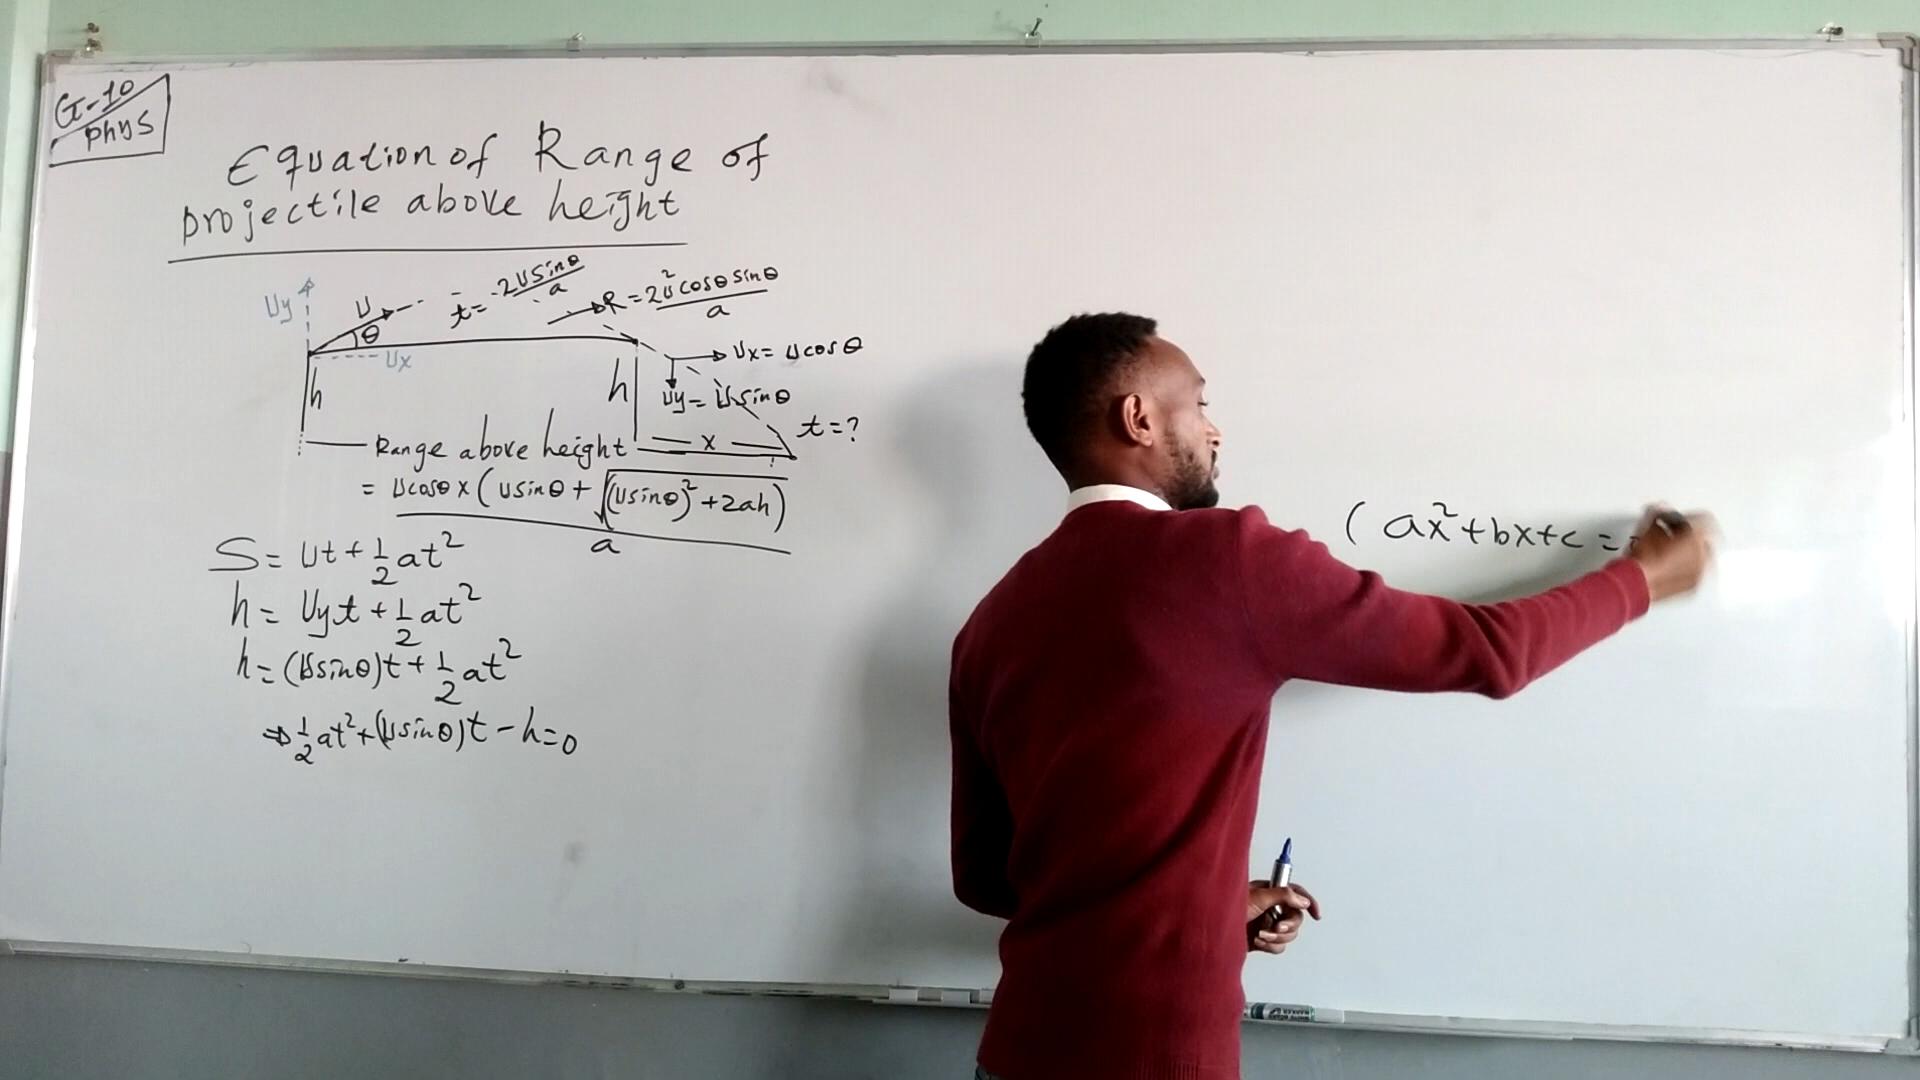 G-10
phys
Equation of Range of
projectile above height
Uy
U
θ
Ux
t = -2Usinθ/a
R = 2u²cosθsinθ/a
h
h
Ux = ucosθ
Uy = Usinθ
t = ?
x
Range above height
= Ucosθ x (usinθ + √(Usinθ)² + 2ah)/a
S = Ut + 1/2 at²
h = Uyt + 1/2 at²
h = (Usinθ)t + 1/2 at²
⇒ 1/2 at² + (Usinθ)t - h = 0
( ax² + bx + c =